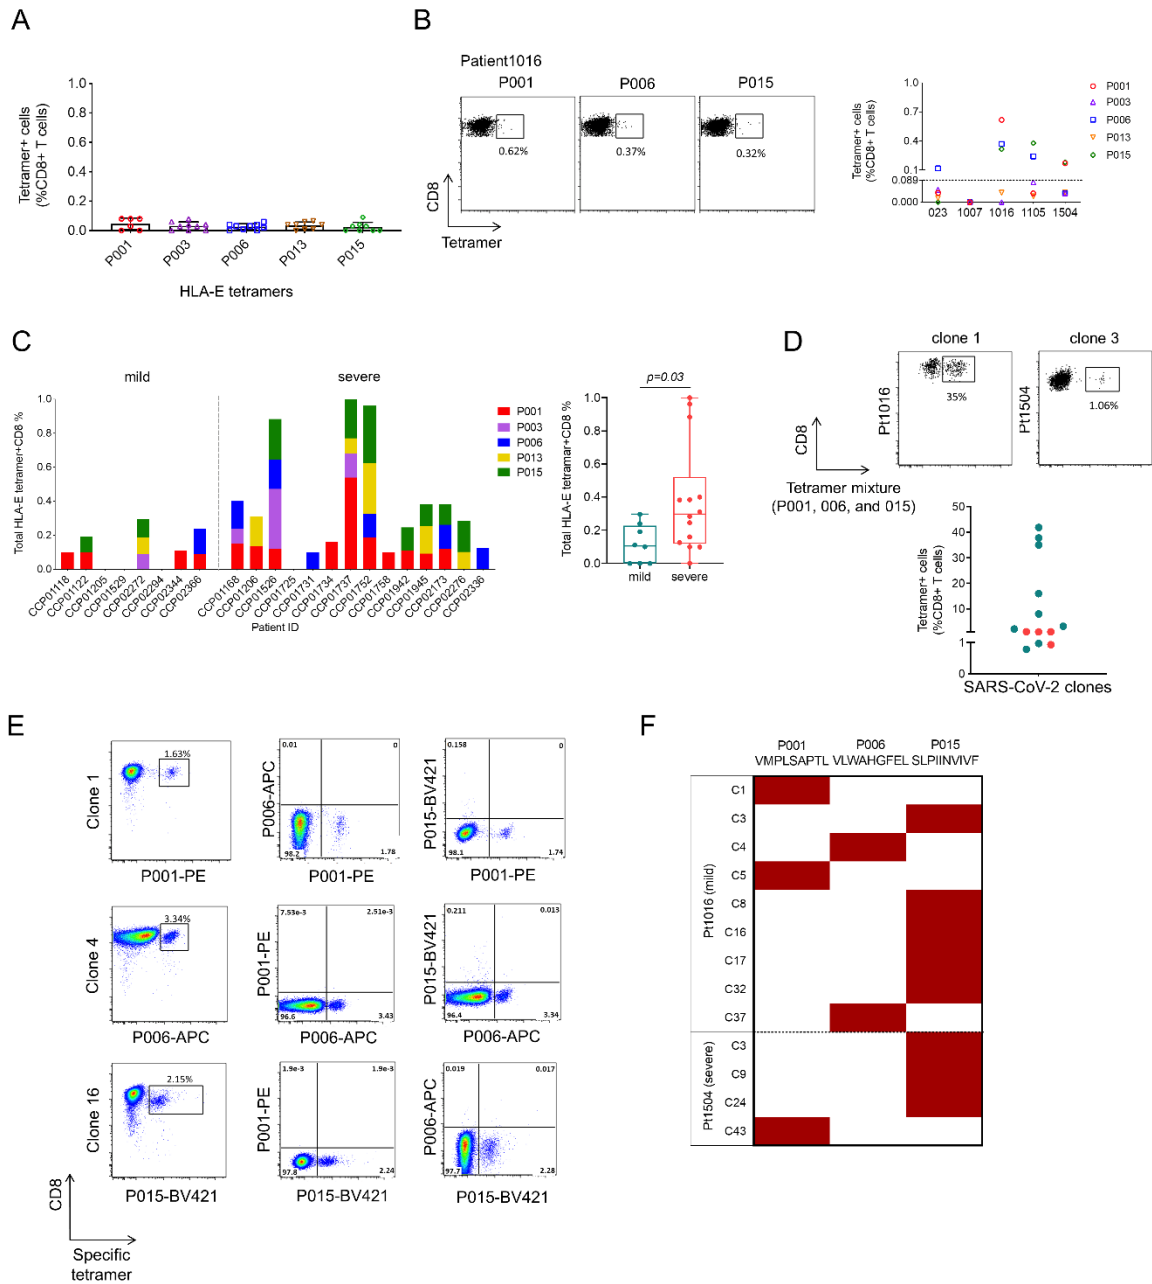 A
1.0
0.8
0.6
0.4
0.2
0.0
Tetramer+ cells
(%CD8+ T cells)
P001
P003
P006
P013
P015
HLA-E tetramers
B
Patient1016
P001
P006
P015
0.62%
0.37%
0.32%
CD8
Tetramer
Tetramer+ cells
(%CD8+ T cells)
1.0
0.7
0.4
0.1
0.089
0.000
023
1007
1016
1105
1504
P001
P003
P006
P013
P015
C
mild
severe
Total HLA-E tetramer+CD8 %
1.0
0.8
0.6
0.4
0.2
0.0
CCP01118
CCP01122
CCP01205
CCP01529
CCP02272
CCP02294
CCP02344
CCP02366
CCP01168
CCP01206
CCP01526
CCP01725
CCP01731
CCP01734
CCP01737
CCP01752
CCP01758
CCP01942
CCP01945
CCP02173
CCP02276
CCP02336
Patient ID
P001
P003
P006
P013
P015
p=0.03
Total HLA-E tetramar+CD8 %
1.0
0.8
0.6
0.4
0.2
0.0
mild
severe
D
clone 1
clone 3
Pt1016
35%
Pt1504
1.06%
CD8
Tetramer mixture
(P001, 006, and 015)
Tetramer+ cells
(%CD8+ T cells)
50
40
30
20
10
1
0
SARS-CoV-2 clones
E
Clone 1
1.63%
P001-PE
P006-APC
0.01
0
98.2
1.78
P001-PE
P015-BV421
0.158
0
98.1
1.74
P001-PE
Clone 4
3.34%
P006-APC
P001-PE
7.53e-3
2.51e-3
96.6
3.43
P006-APC
P015-BV421
0.211
0.013
96.4
3.34
P006-APC
Clone 16
2.15%
P015-BV421
P001-PE
1.9e-3
1.9e-3
97.8
2.24
P015-BV421
P006-APC
0.019
0.017
97.7
2.28
P015-BV421
CD8
Specific
tetramer
F
P001
P006
P015
VMPLSAPTL
VLWAHGFEL
SLPIINVIVF
Pt1016 (mild)
C1
C3
C4
C5
C8
C16
C17
C32
C37
Pt1504 (severe)
C3
C9
C24
C43